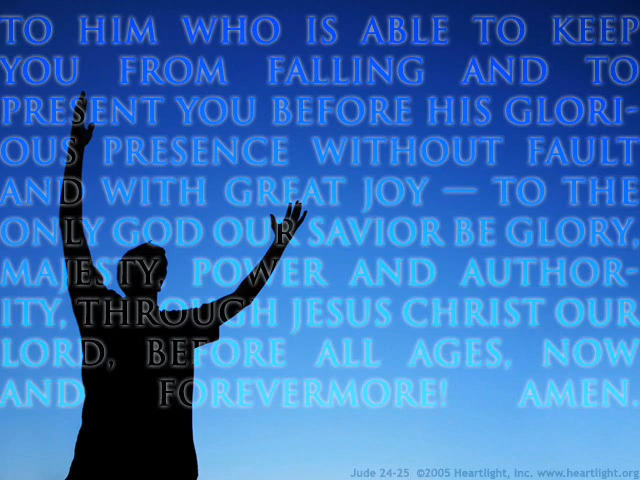 TO HIM WHO IS ABLE TO KEEP
YOU FROM FALLING AND TO
PRESENT YOU BEFORE HIS GLORI-
OUS PRESENCE WITHOUT FAULT
AND WITH GREAT JOY — TO THE
ONLY GOD OUR SAVIOR BE GLORY,
MAJESTY, POWER AND AUTHOR-
ITY, THROUGH JESUS CHRIST OUR
LORD, BEFORE ALL AGES, NOW
AND FOREVERMORE! AMEN.
Jude 24-25 ©2005 Heartlight, Inc. www.heartlight.org